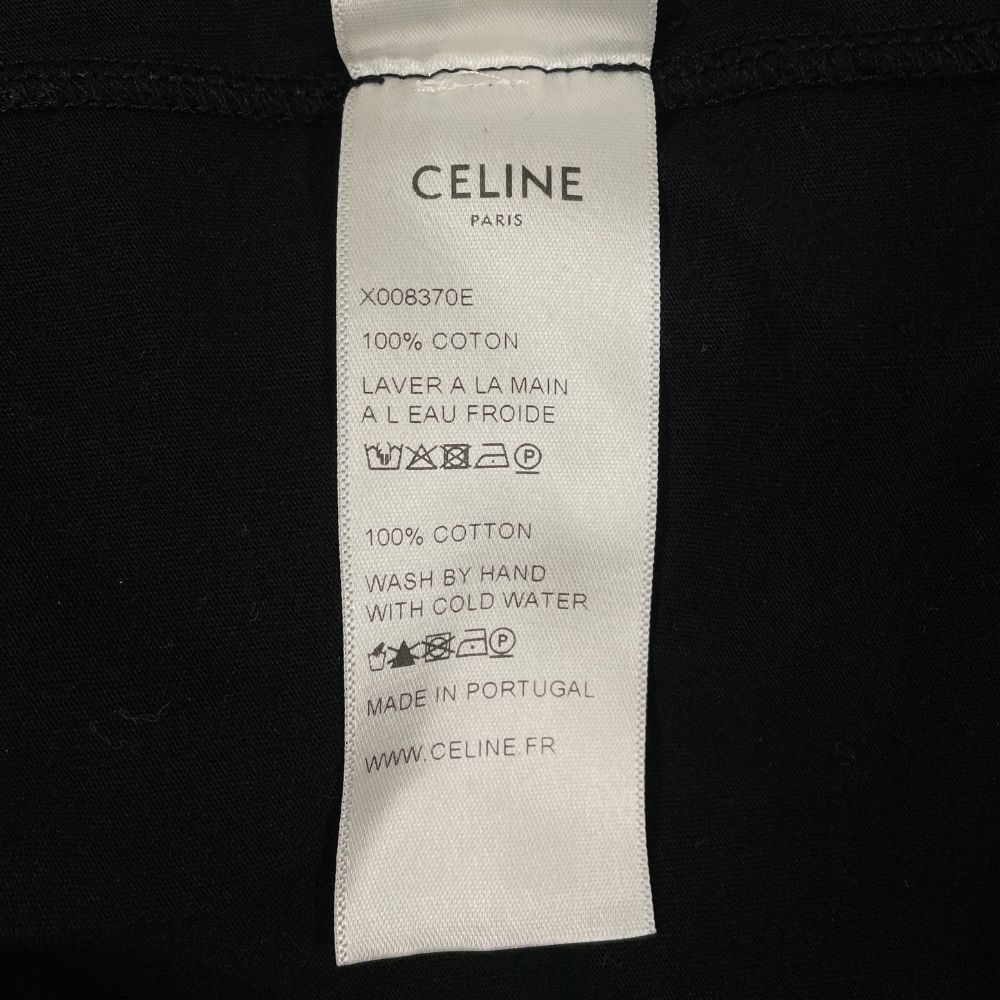 CELINE
PARIS
X008370E
100% COTON
LAVER A LA MAIN
A L EAU FROIDE
P
100% COTTON
WASH BY HAND
WITH COLD WATER
P
MADE IN PORTUGAL
WWW.CELINE.FR